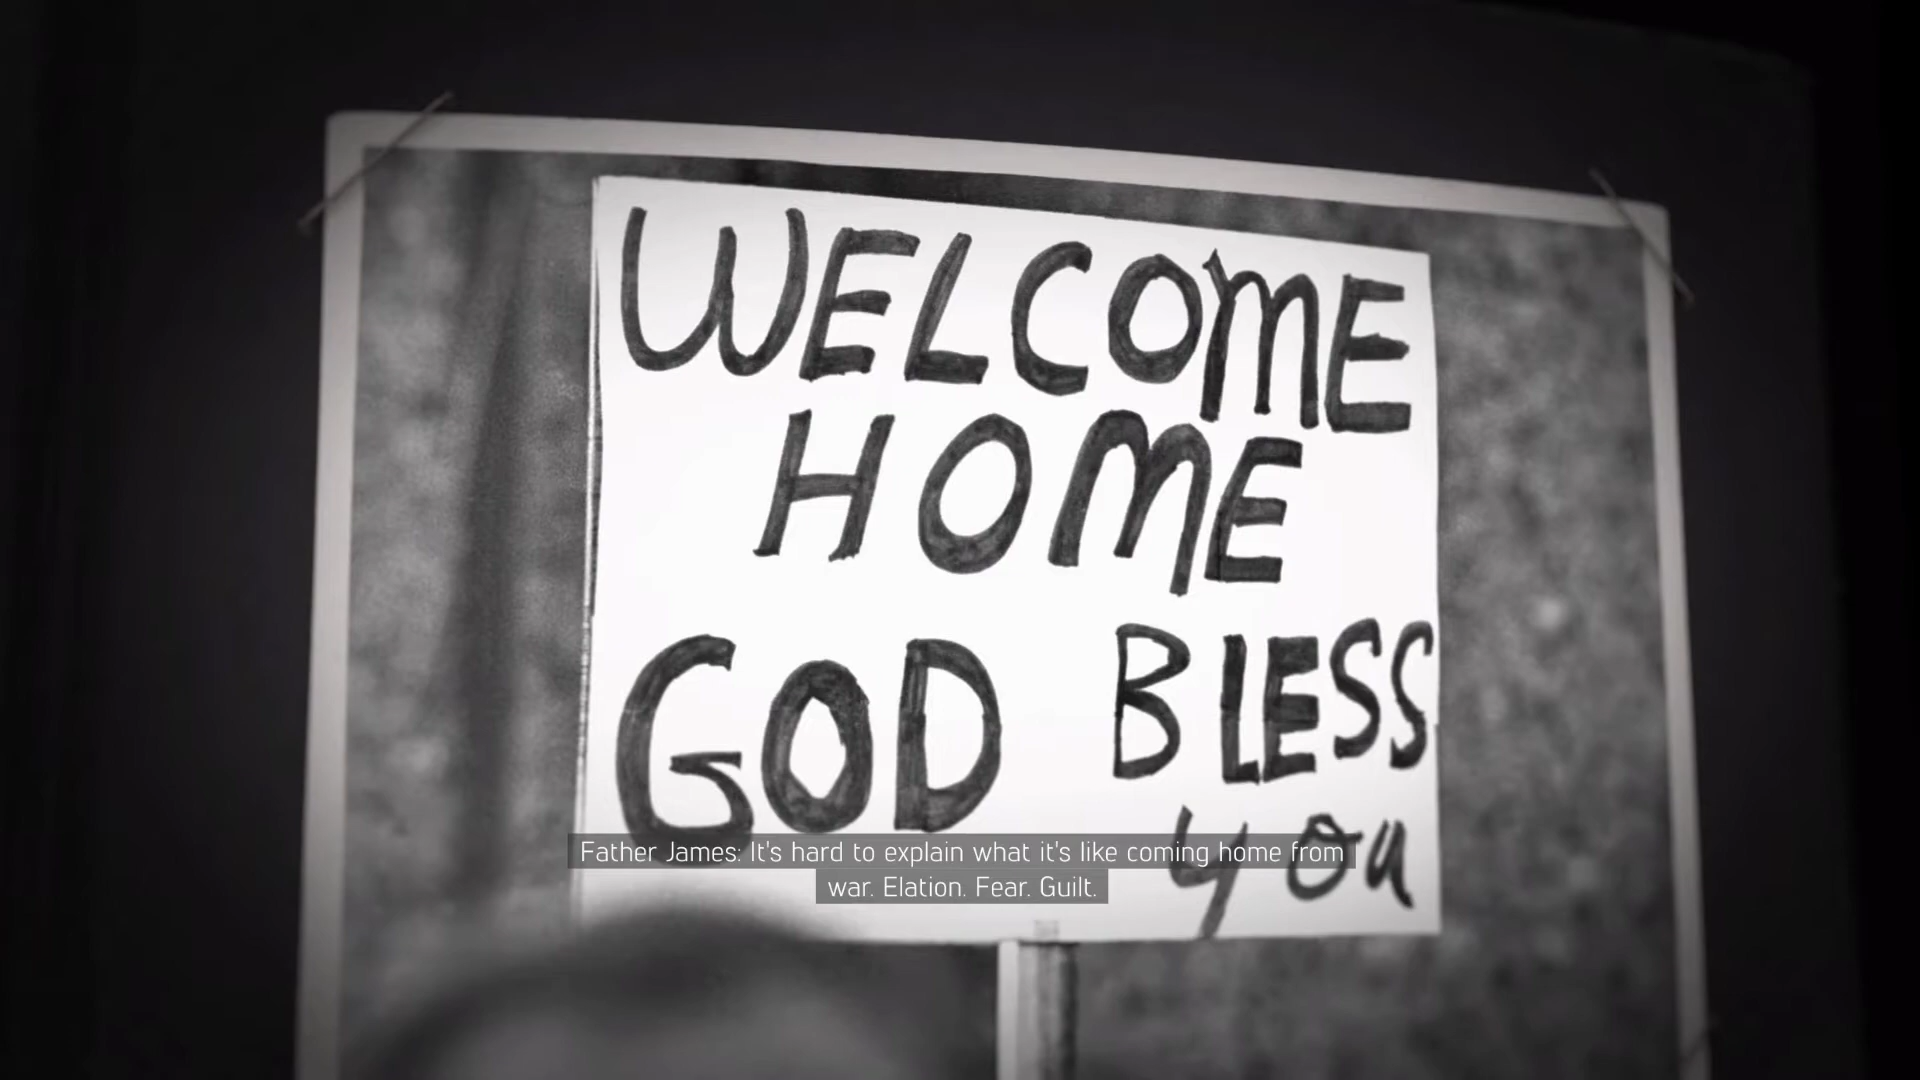 WELCOME
HOME
GOD BLESS
you
Father James: It's hard to explain what it's like coming home from
war. Elation. Fear. Guilt.